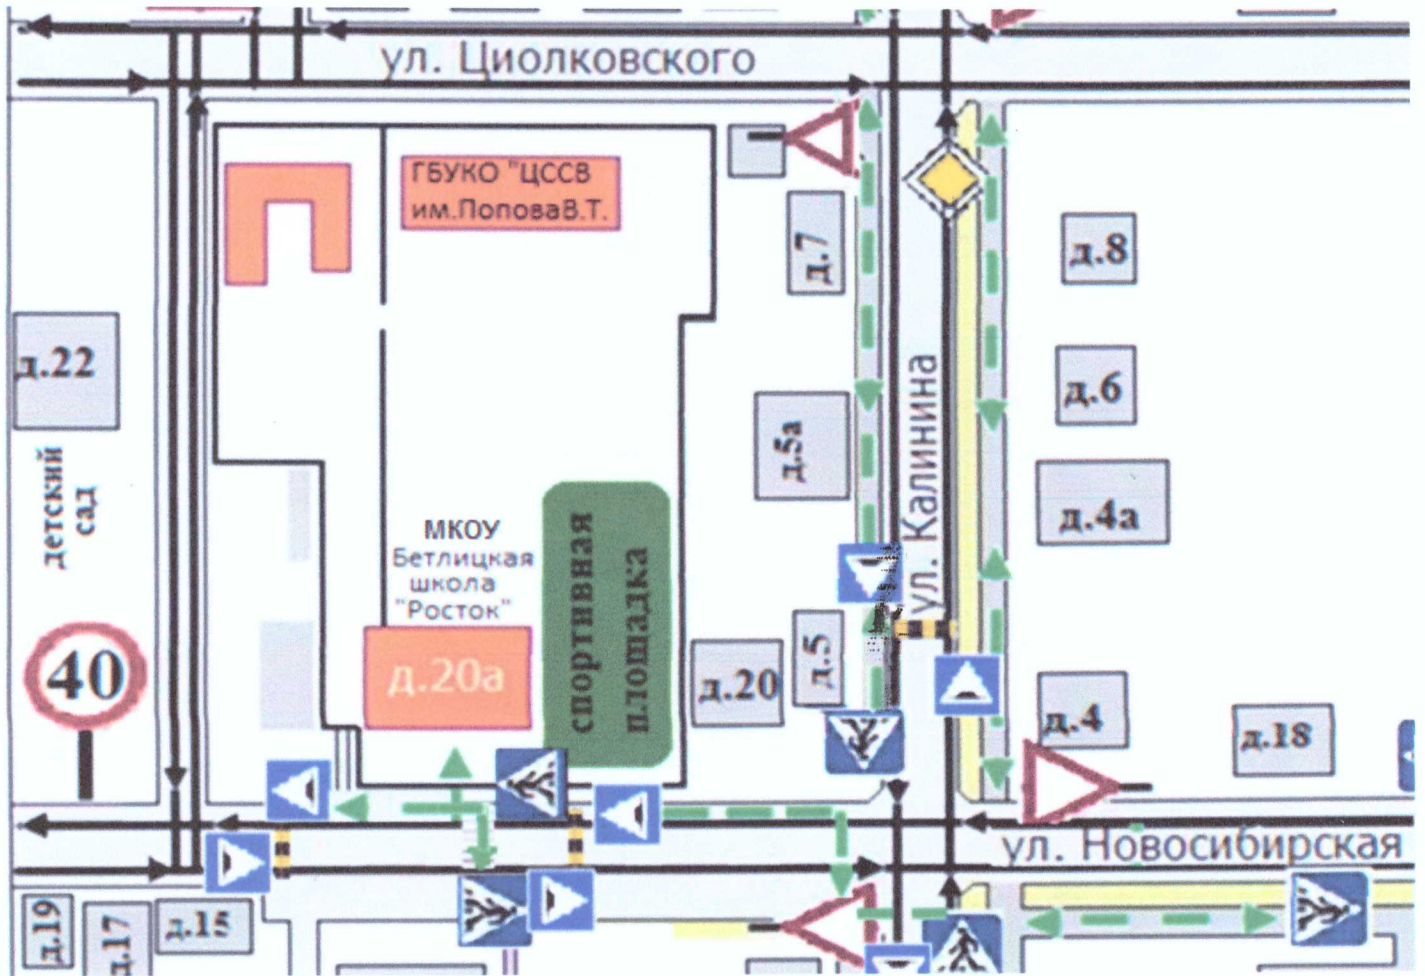 ул. Циолковского
ГБУКО "ЦССВ
им.ПоповаВ.Т.
д.7
д.8
д.22
ул. Калинина
д.6
детский
сад
д.5а
д.4а
МКОУ
Бетлицкая
школа
"Росток"
спортивная
площадка
40
д.20а
д.20
д.5
д.4
д.18
ул. Новосибирская
д.19
д.17
д.15